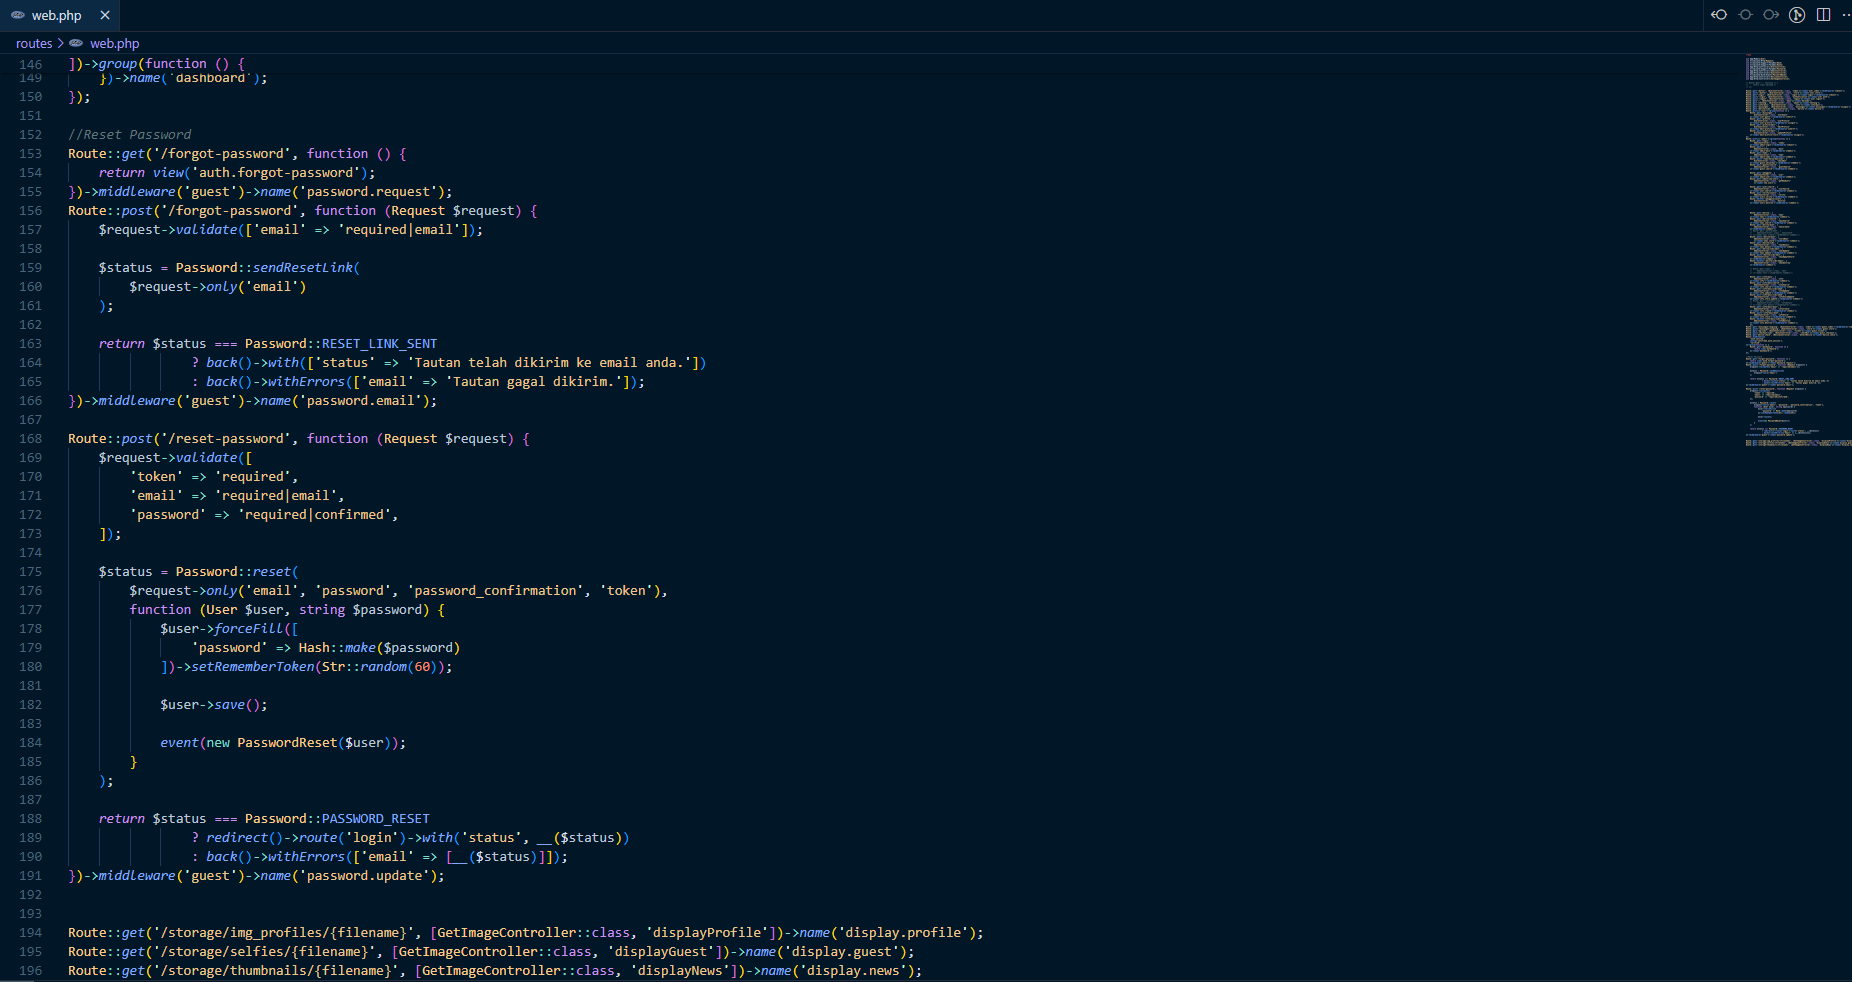 web.php
routes > web.php
146 ])->group(function () {
149     })->name('dashboard');
150 });
151
152 //Reset Password
153 Route::get('/forgot-password', function () {
154     return view('auth.forgot-password');
155 })->middleware('guest')->name('password.request');
156 Route::post('/forgot-password', function (Request $request) {
157     $request->validate(['email' => 'required|email']);
158
159     $status = Password::sendResetLink(
160         $request->only('email')
161     );
162
163     return $status === Password::RESET_LINK_SENT
164                 ? back()->with(['status' => 'Tautan telah dikirim ke email anda.'])
165                 : back()->withErrors(['email' => 'Tautan gagal dikirim.']);
166 })->middleware('guest')->name('password.email');
167
168 Route::post('/reset-password', function (Request $request) {
169     $request->validate([
170         'token' => 'required',
171         'email' => 'required|email',
172         'password' => 'required|confirmed',
173     ]);
174
175     $status = Password::reset(
176         $request->only('email', 'password', 'password_confirmation', 'token'),
177         function (User $user, string $password) {
178             $user->forceFill([
179                 'password' => Hash::make($password)
180             ])->setRememberToken(Str::random(60));
181
182             $user->save();
183
184             event(new PasswordReset($user));
185         }
186     );
187
188     return $status === Password::PASSWORD_RESET
189                 ? redirect()->route('login')->with('status', __($status))
190                 : back()->withErrors(['email' => [__($status)]]);
191 })->middleware('guest')->name('password.update');
192
193
194 Route::get('/storage/img_profiles/{filename}', [GetImageController::class, 'displayProfile'])->name('display.profile');
195 Route::get('/storage/selfies/{filename}', [GetImageController::class, 'displayGuest'])->name('display.guest');
196 Route::get('/storage/thumbnails/{filename}', [GetImageController::class, 'displayNews'])->name('display.news');